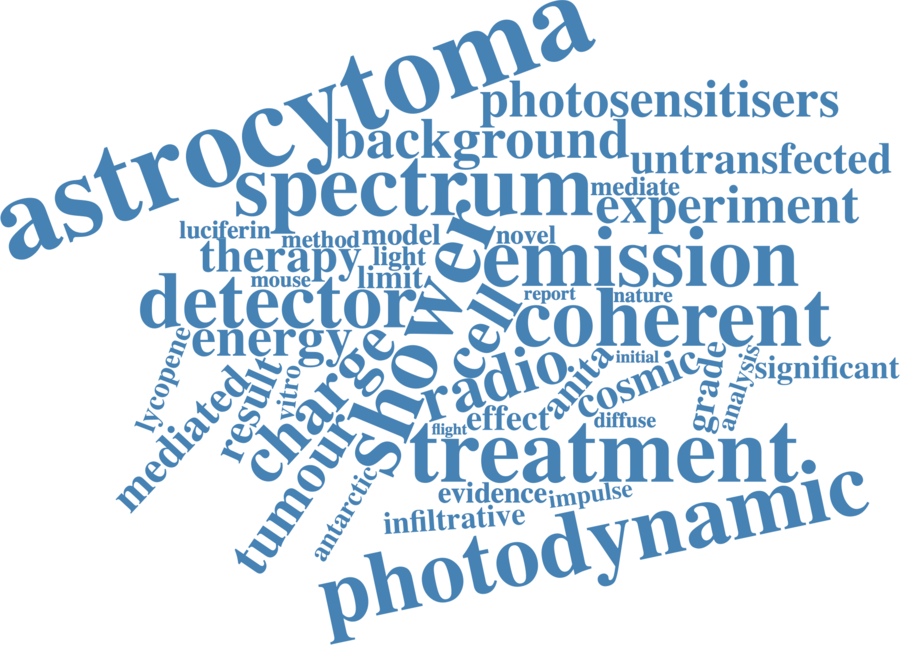 astrocytoma
photosensitisers
background
untransfected
spectrum
mediate
experiment
luciferin
method
model
novel
shower
therapy
light
emission
mouse
limit
detector
cell
report
nature
coherent
energy
lycopene
charge
radio
anita
initial
cosmic
grade
analysis
significant
mediated
result
vitro
effect
diffuse
flight
tumour
treatment
antarctic
evidence
impulse
infiltrative
photodynamic